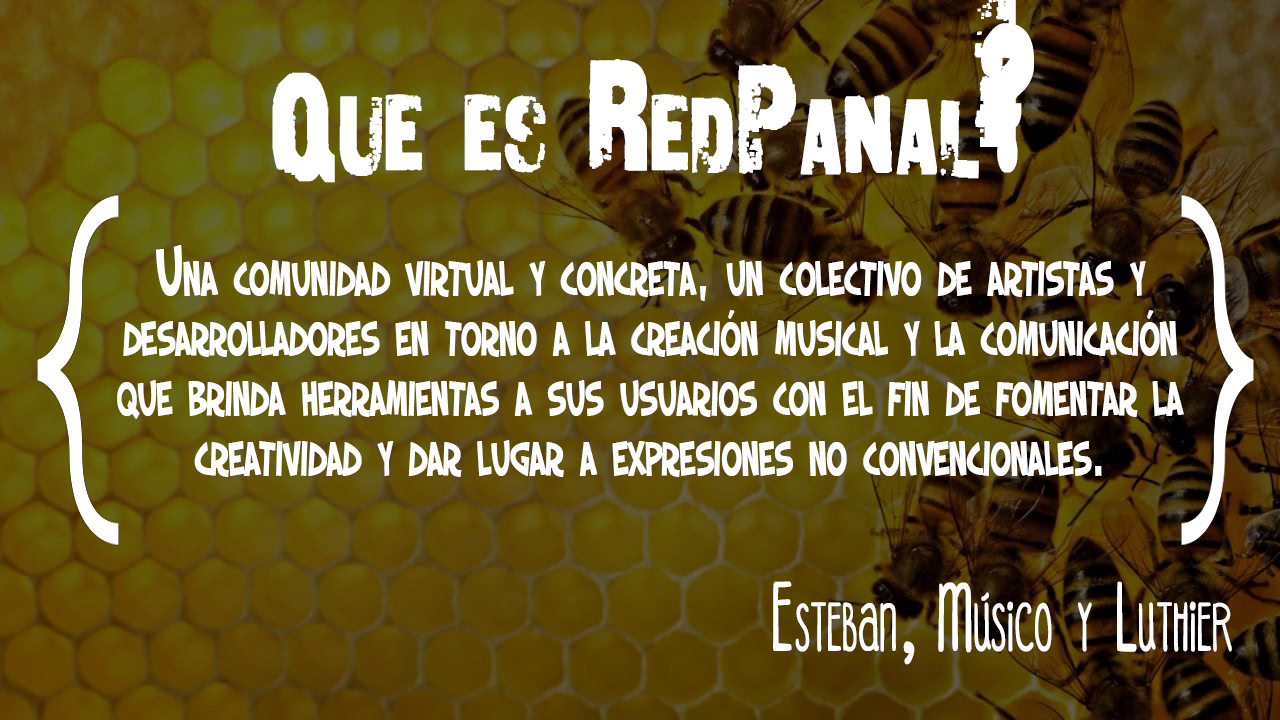 Que es RedPanal?
Una comunidad virtual y concreta, un colectivo de artistas y
desarrolladores en torno a la creación musical y la comunicación
que brinda herramientas a sus usuarios con el fin de fomentar la
creatividad y dar lugar a expresiones no convencionales.
Esteban, Músico y Luthier